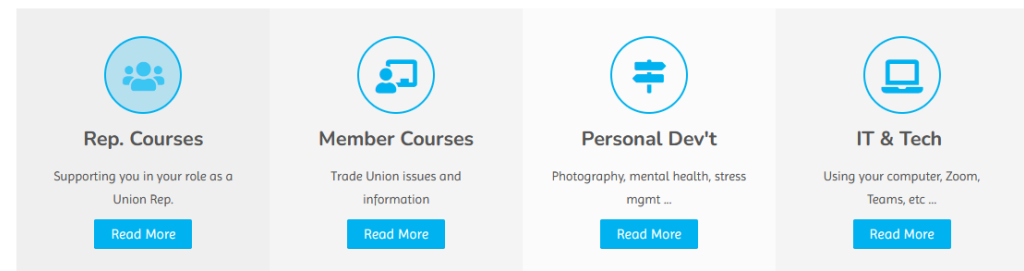 Rep. Courses
Supporting you in your role as a
Union Rep.
Read More
Member Courses
Trade Union issues and
information
Read More
Personal Dev't
Photography, mental health, stress
mgmt ...
Read More
IT & Tech
Using your computer, Zoom,
Teams, etc ...
Read More